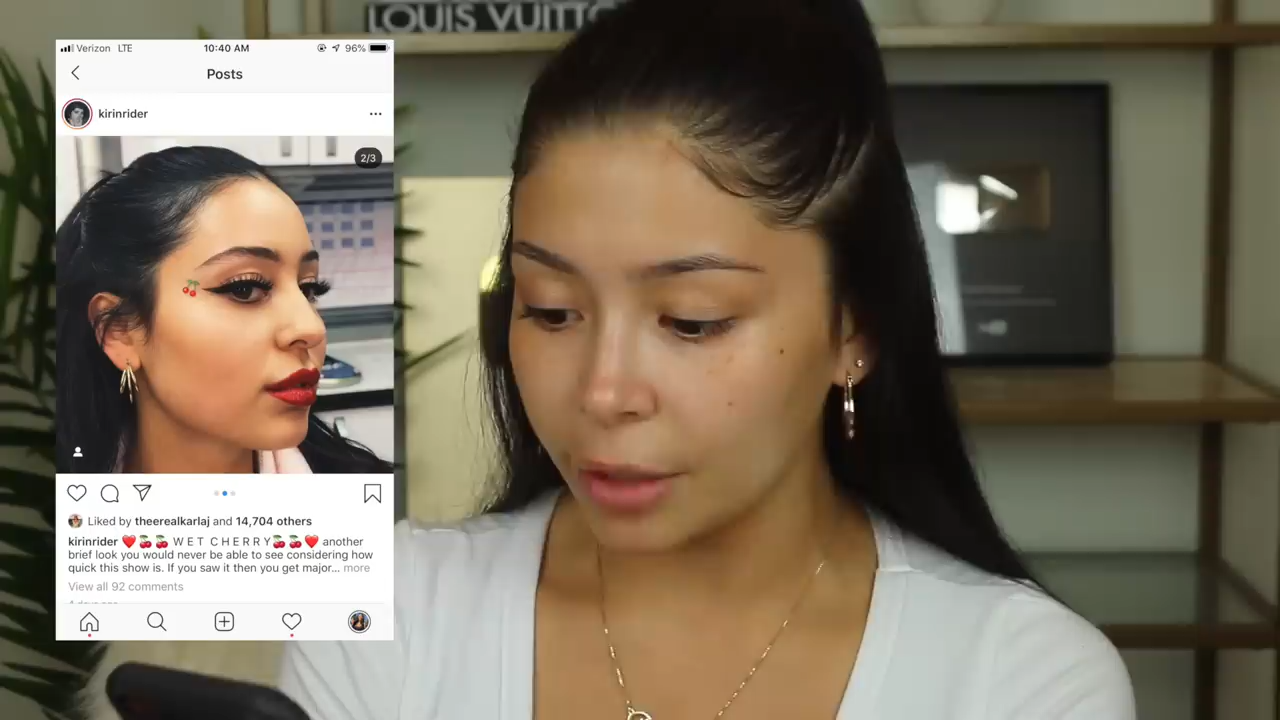 LOUIS VUITTO
Verizon LTE 10:40 AM 96%
Posts
kirinrider
2/3
Liked by theerealkarlaj and 14,704 others
kirinrider ❤️🍒🍒 W E T C H E R R Y🍒🍒❤️ another
brief look you would never be able to see considering how
quick this show is. If you saw it then you get major... more
View all 92 comments